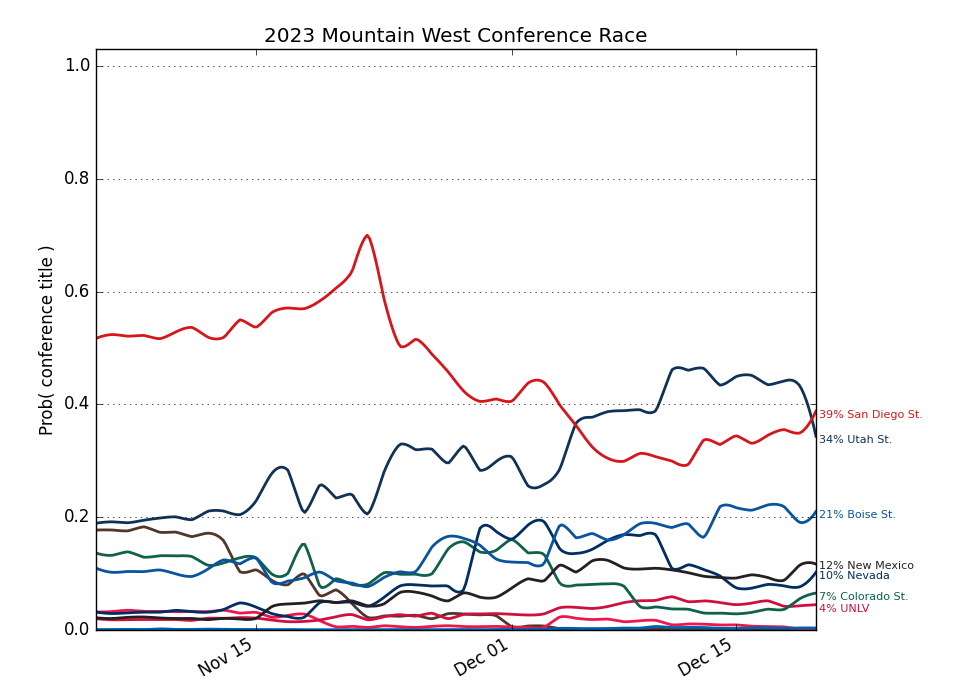 2023 Mountain West Conference Race
Prob( conference title )
1.0
0.8
0.6
0.4
0.2
0.0
Nov 15
Dec 01
Dec 15
39% San Diego St.
34% Utah St.
21% Boise St.
12% New Mexico
10% Nevada
7% Colorado St.
4% UNLV